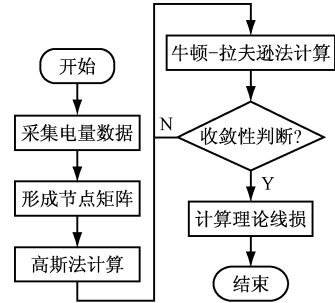 开始
采集电量数据
形成节点矩阵
高斯法计算
牛顿-拉夫逊法计算
收敛性判断?
N
Y
计算理论线损
结束